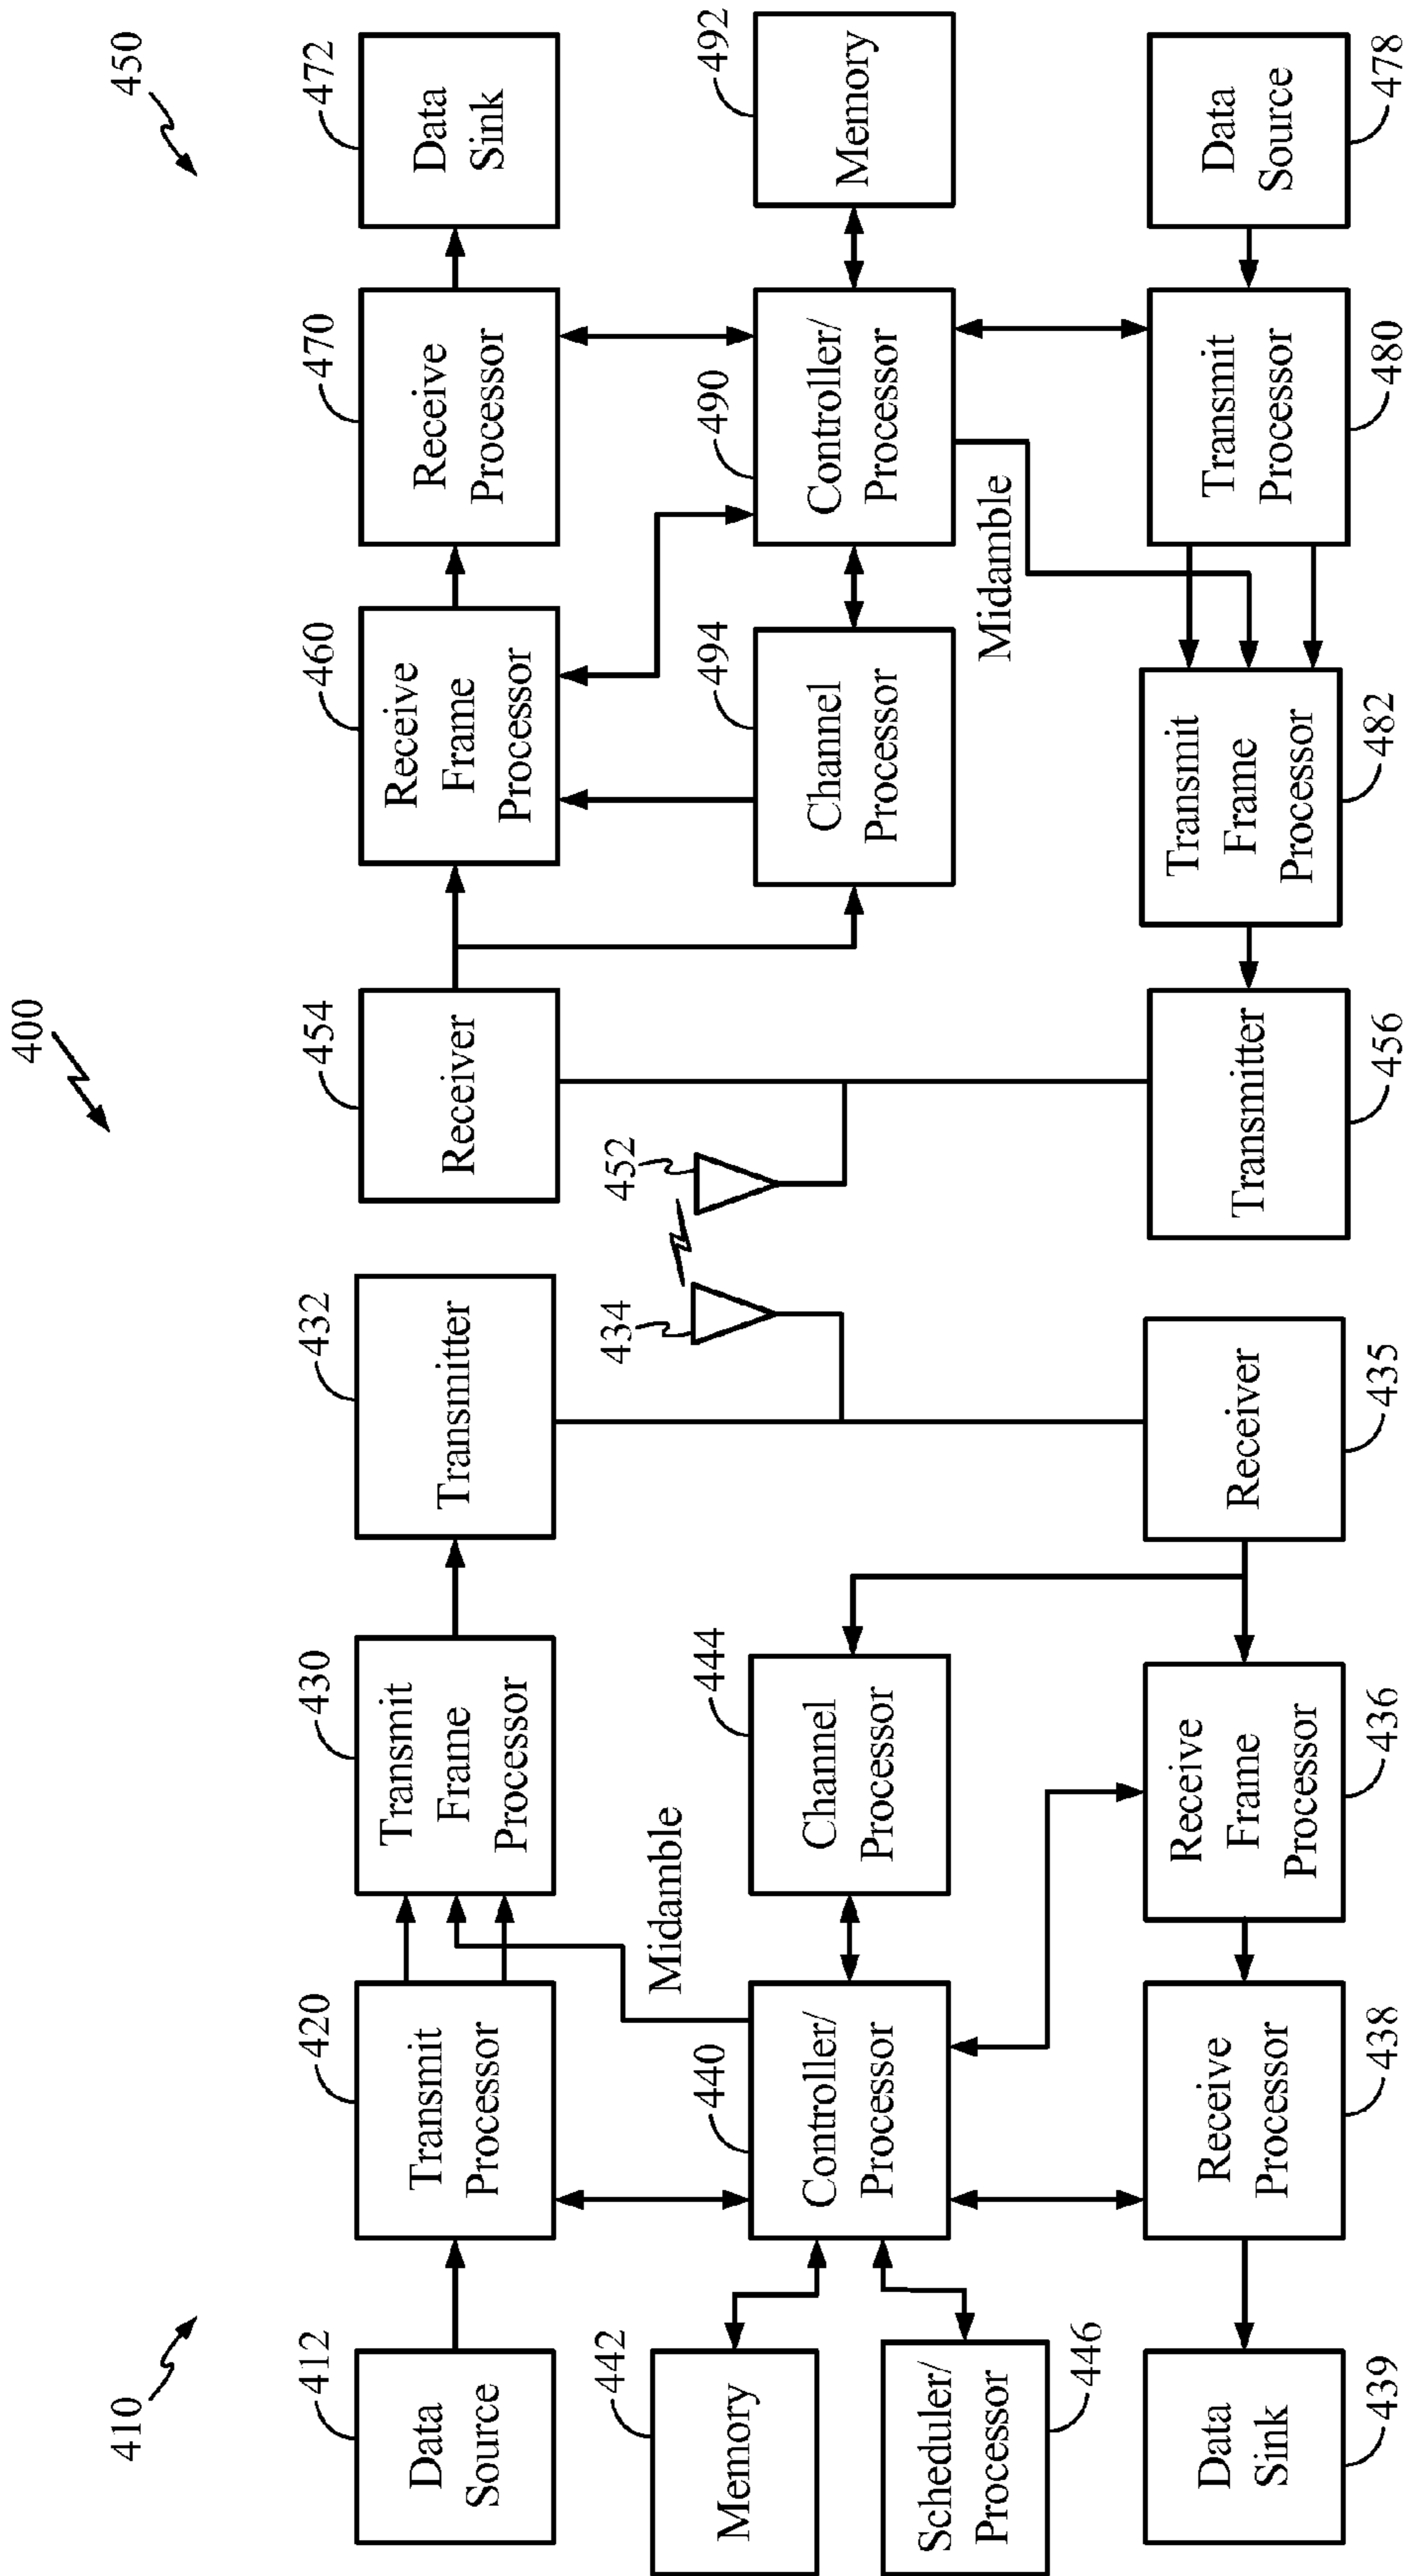 400
410
450
412
Data
Source
420
Transmit
Processor
430
Transmit
Frame
Processor
432
Transmitter
454
Receiver
460
Receive
Frame
Processor
470
Receive
Processor
472
Data
Sink
Midamble
434
452
442
Memory
440
Controller/
Processor
444
Channel
Processor
494
Channel
Processor
490
Controller/
Processor
492
Memory
Midamble
Scheduler/
Processor
446
Data
Sink
439
Receive
Processor
438
Receive
Frame
Processor
436
Receiver
435
Transmitter
456
Transmit
Frame
Processor
482
Transmit
Processor
480
Data
Source
478